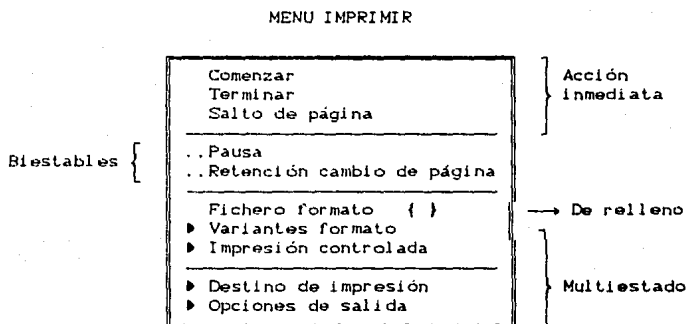 MENU IMPRIMIR
Comenzar
Terminar
Salto de página
Acción
inmediata
Biestables {
..Pausa
..Retención cambio de página
Fichero formato { }
→ De relleno
▶ Variantes formato
▶ Impresión controlada
▶ Destino de impresión
▶ Opciones de salida
Multiestado